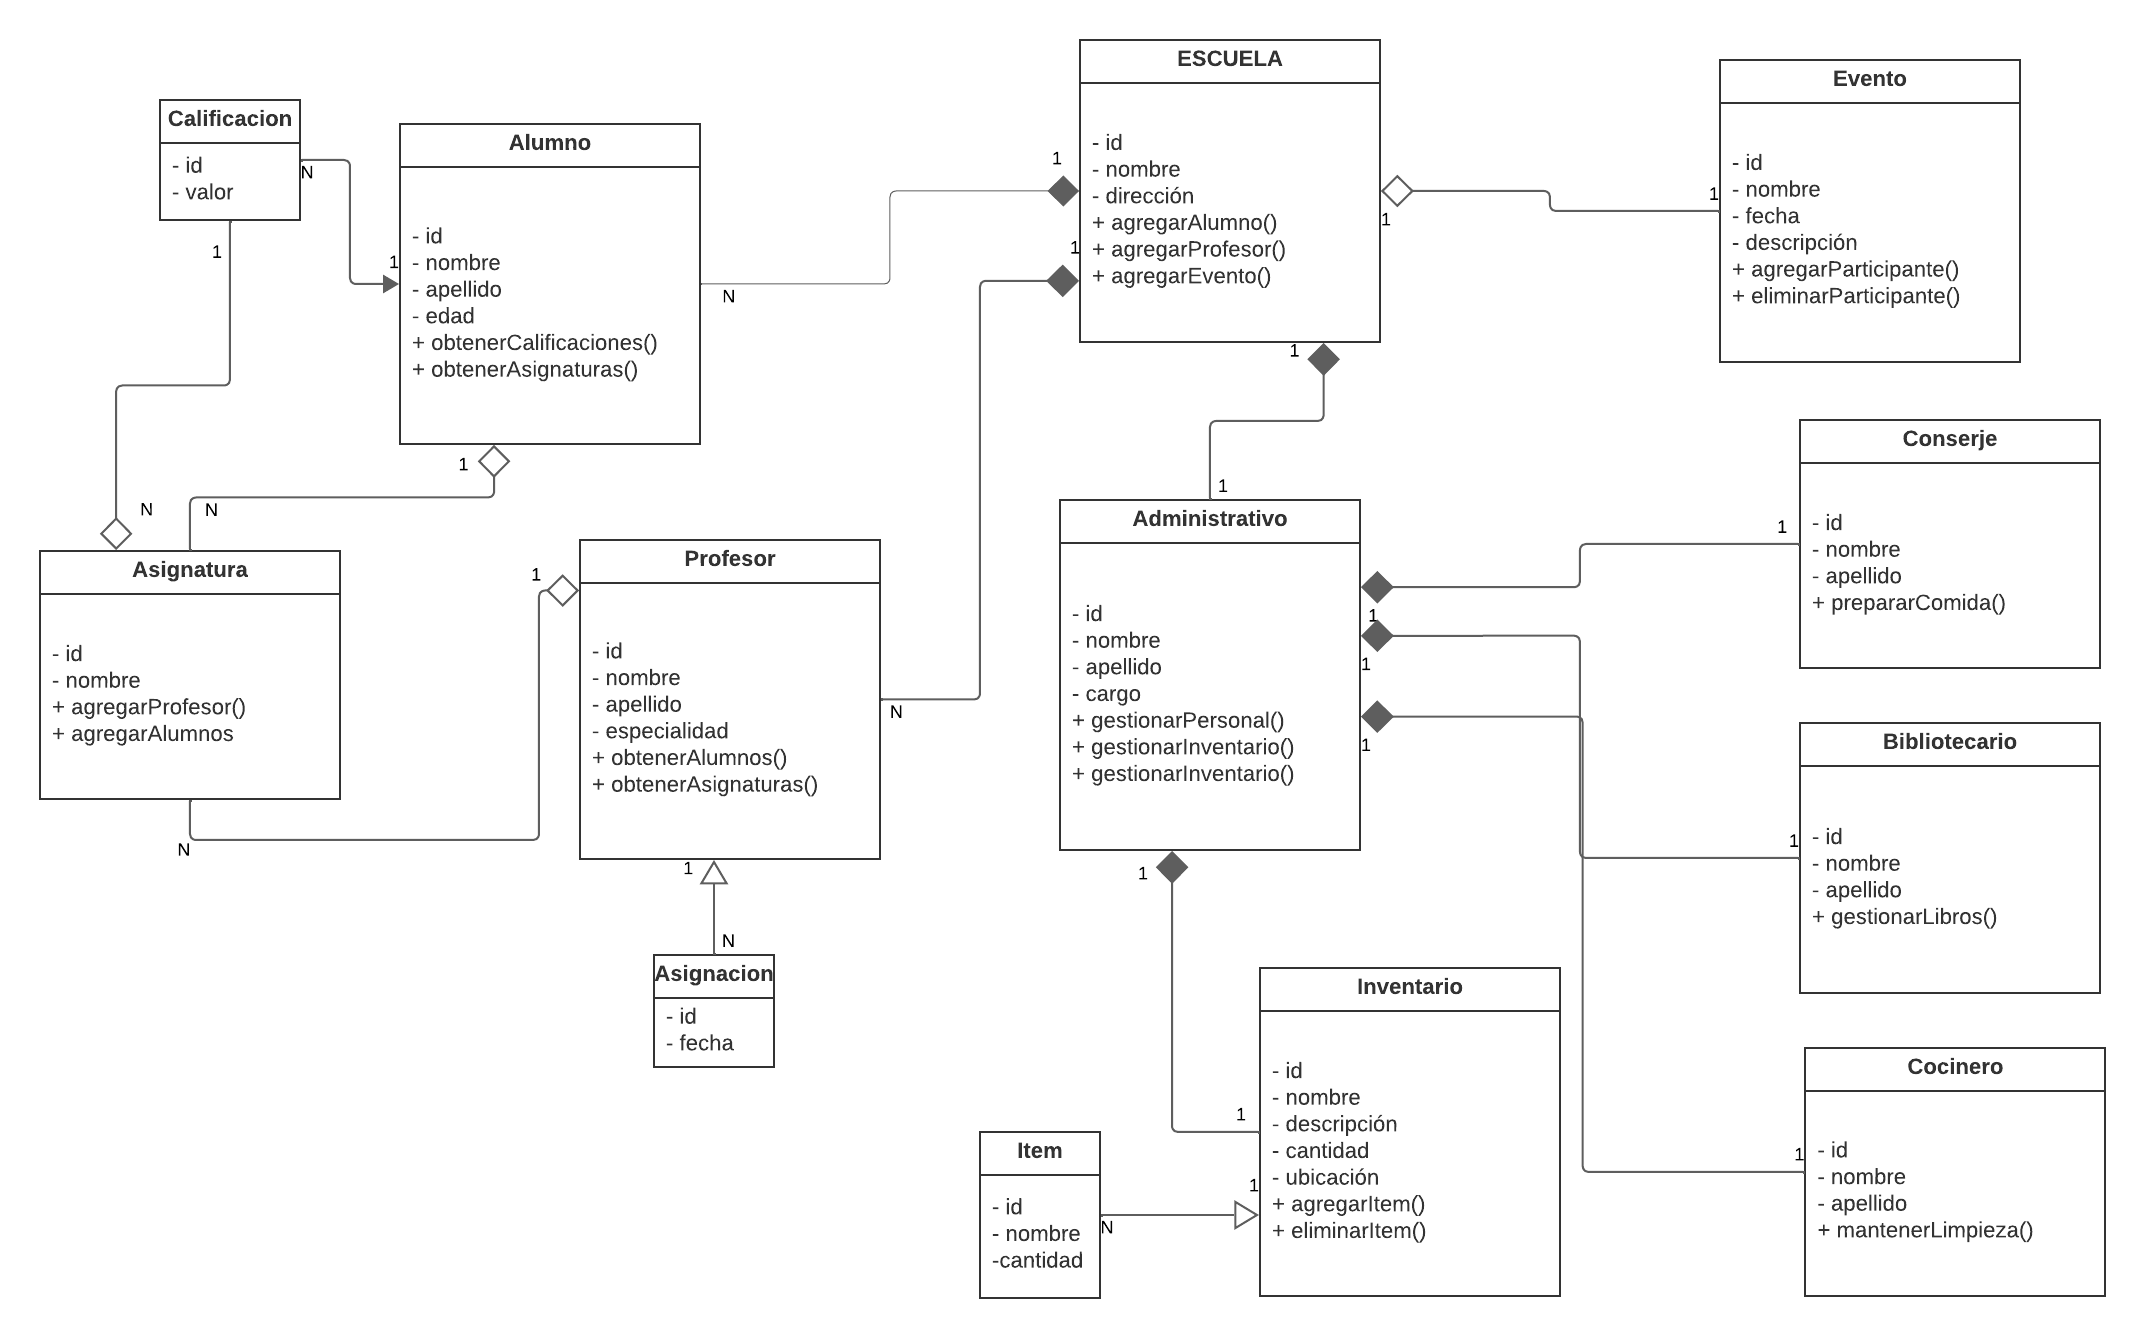 ESCUELA
- id
- nombre
- dirección
+ agregarAlumno()
+ agregarProfesor()
+ agregarEvento()
1
1
1
1
Evento
- id
- nombre
- fecha
- descripción
+ agregarParticipante()
+ eliminarParticipante()
1
Calificacion
- id
- valor
N
1
Alumno
- id
- nombre
- apellido
- edad
+ obtenerCalificaciones()
+ obtenerAsignaturas()
1
N
1
N
N
Asignatura
- id
- nombre
+ agregarProfesor()
+ agregarAlumnos
N
1
Profesor
- id
- nombre
- apellido
- especialidad
+ obtenerAlumnos()
+ obtenerAsignaturas()
N
1
N
Asignacion
- id
- fecha
1
Administrativo
- id
- nombre
- apellido
- cargo
+ gestionarPersonal()
+ gestionarInventario()
+ gestionarInventario()
1
1
1
1
Conserje
- id
- nombre
- apellido
+ prepararComida()
1
Bibliotecario
- id
- nombre
- apellido
+ gestionarLibros()
1
Cocinero
- id
- nombre
- apellido
+ mantenerLimpieza()
1
Inventario
- id
- nombre
- descripción
- cantidad
- ubicación
+ agregarItem()
+ eliminarItem()
1
1
Item
- id
- nombre
-cantidad
N